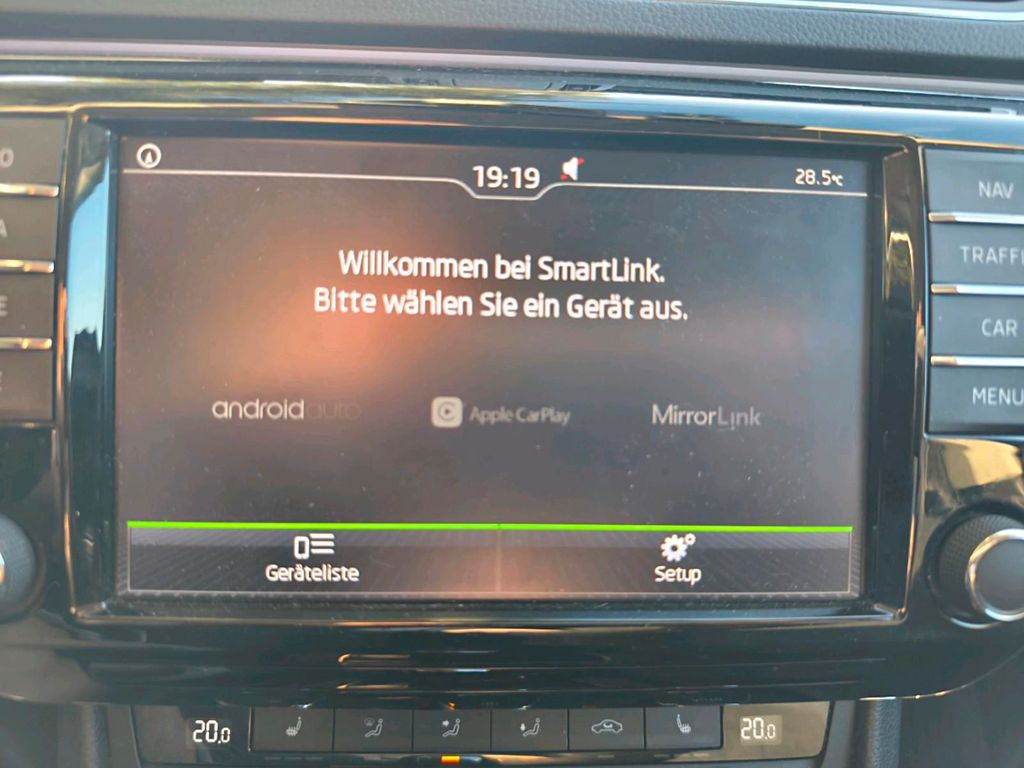 19:19
28.5°C
Willkommen bei SmartLink.
Bitte wählen Sie ein Gerät aus.
androidauto
Apple CarPlay
MirrorLink
Geräteliste
Setup
NAV
TRAFFI
CAR
MENU
20.0
20.0